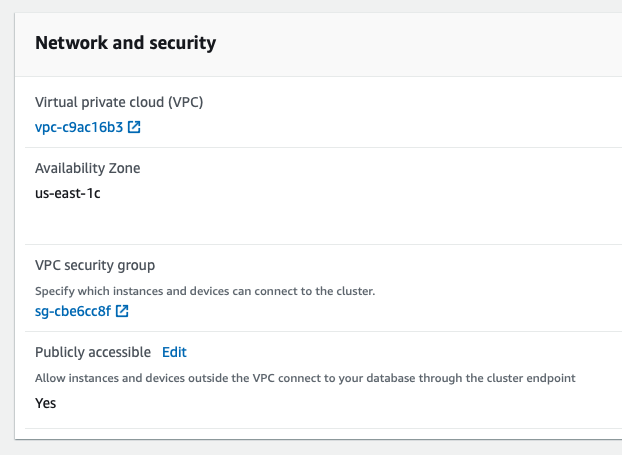 Network and security
Virtual private cloud (VPC)
vpc-c9ac16b3
Availability Zone
us-east-1c
VPC security group
Specify which instances and devices can connect to the cluster.
sg-cbe6cc8f
Publicly accessible Edit
Allow instances and devices outside the VPC connect to your database through the cluster endpoint
Yes